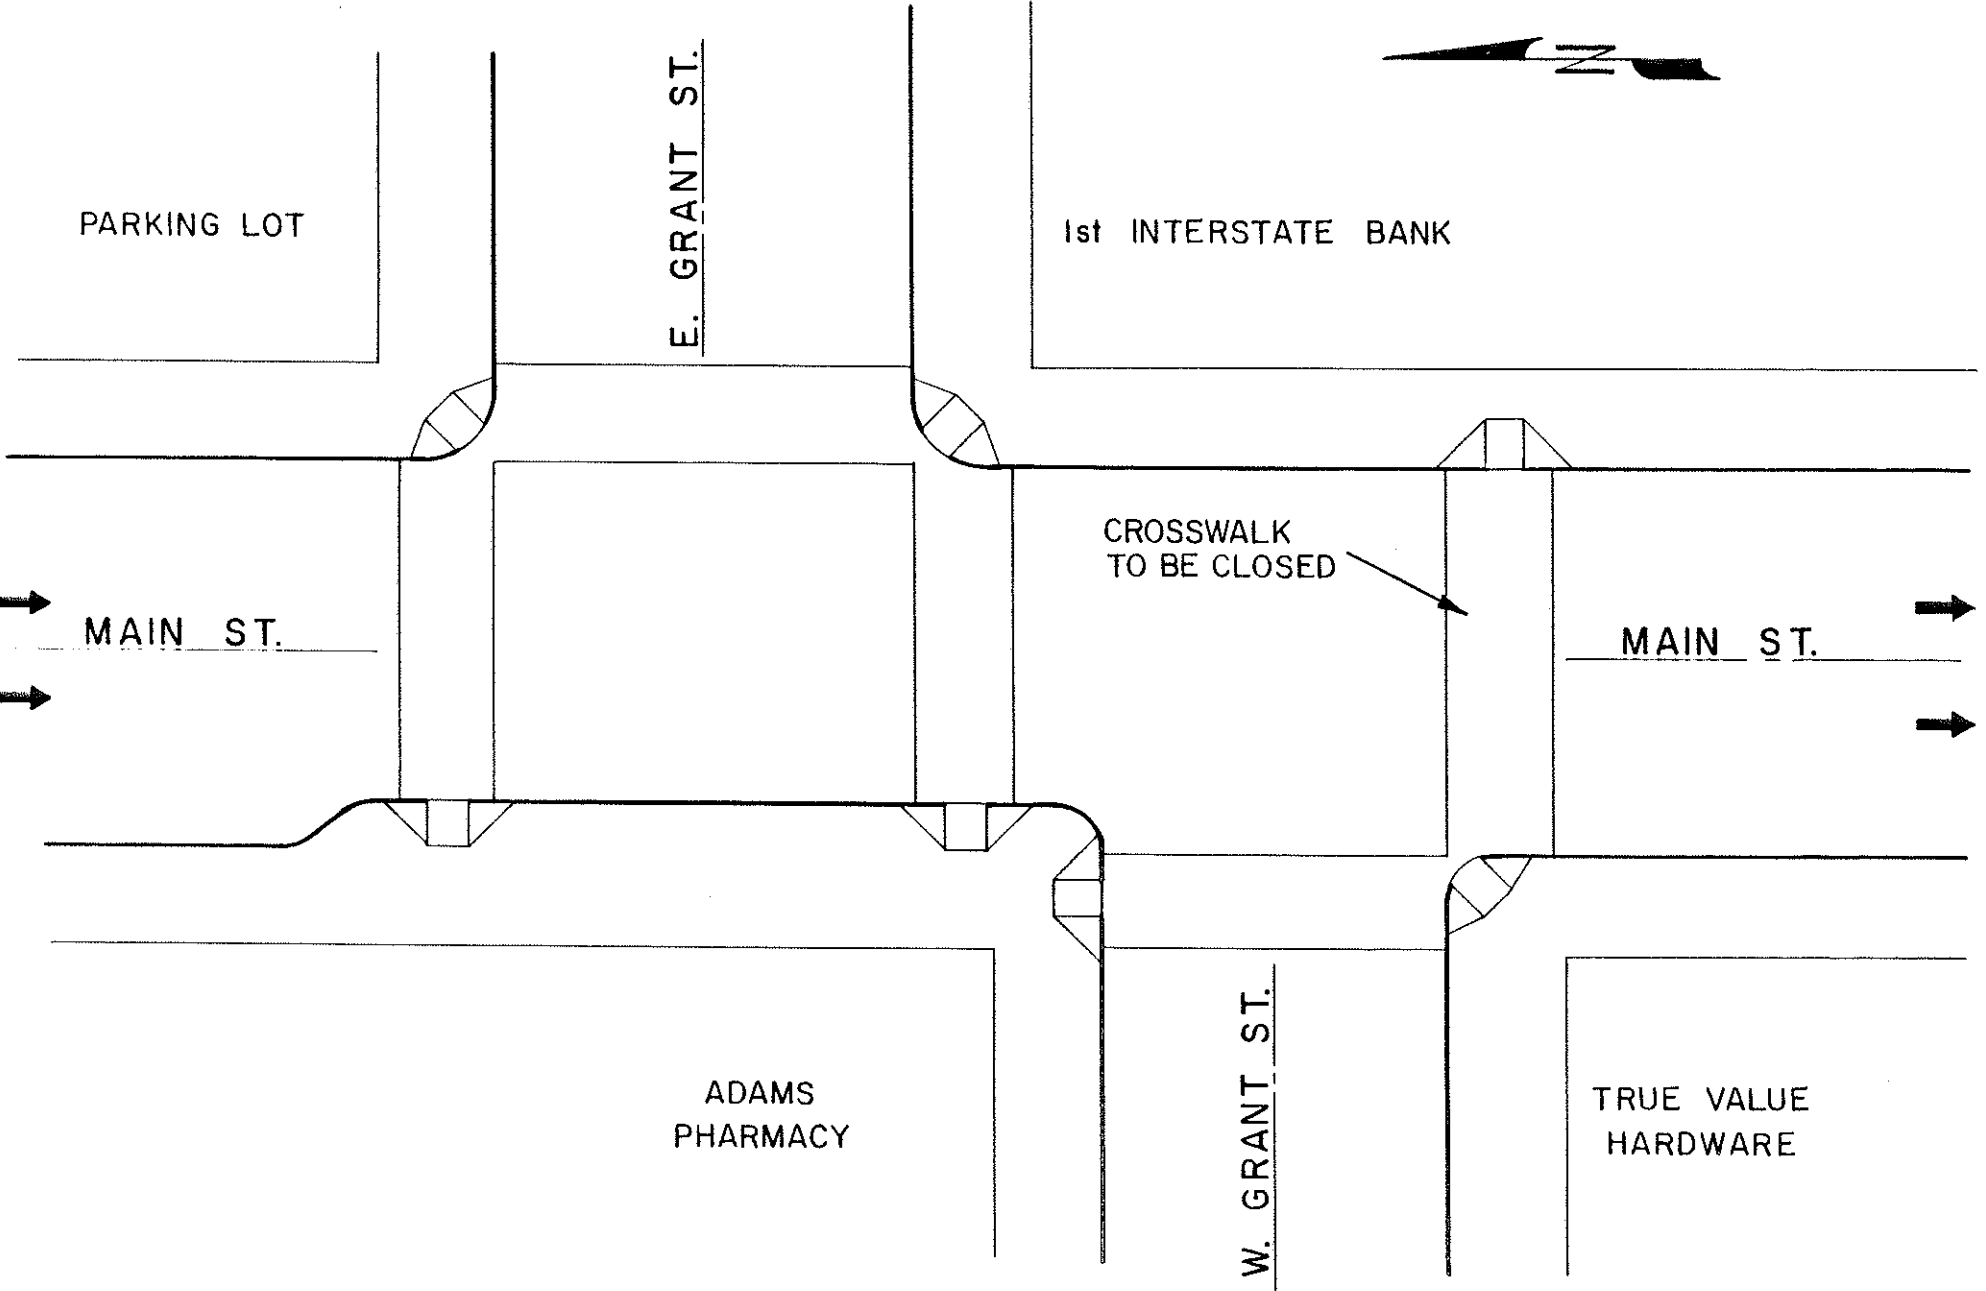 N
E. GRANT ST.
PARKING LOT
1st INTERSTATE BANK
CROSSWALK
TO BE CLOSED
MAIN ST.
MAIN ST.
W. GRANT ST.
ADAMS
PHARMACY
TRUE VALUE
HARDWARE